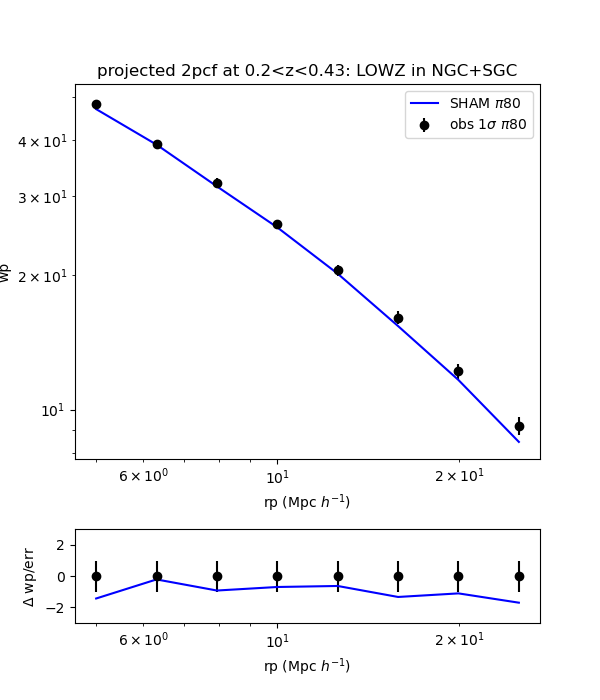 projected 2pcf at 0.2<z<0.43: LOWZ in NGC+SGC
SHAM π80
obs 1σ π80
4 × 10¹
3 × 10¹
2 × 10¹
10¹
wp
6 × 10⁰
10¹
2 × 10¹
rp (Mpc h⁻¹)
2
0
−2
Δ wp/err
6 × 10⁰
10¹
2 × 10¹
rp (Mpc h⁻¹)